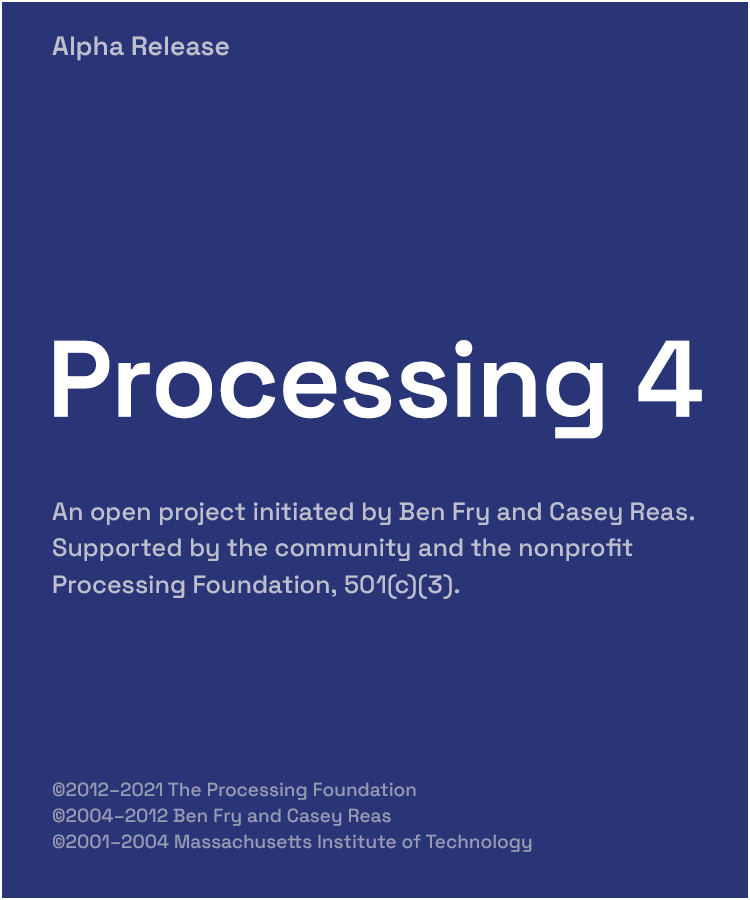 Alpha Release
Processing 4
An open project initiated by Ben Fry and Casey Reas.
Supported by the community and the nonprofit
Processing Foundation, 501(c)(3).
©2012–2021 The Processing Foundation
©2004–2012 Ben Fry and Casey Reas
©2001–2004 Massachusetts Institute of Technology